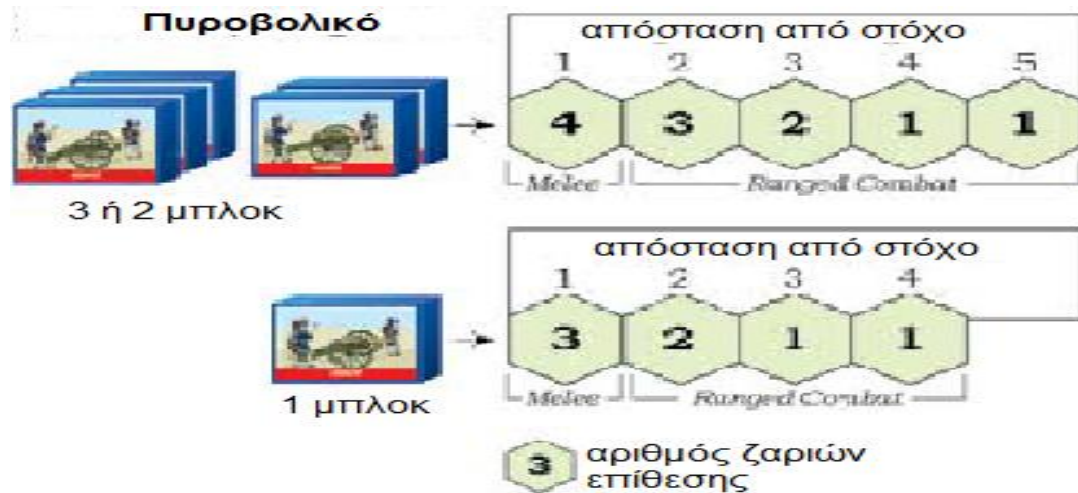 Πυροβολικό
απόσταση από στόχο
1 2 3 4 5
4 3 2 1 1
Melee Ranged Combat
3 ή 2 μπλοκ
απόσταση από στόχο
1 2 3 4
3 2 1 1
Melee Ranged Combat
1 μπλοκ
3 αριθμός ζαριών
επίθεσης